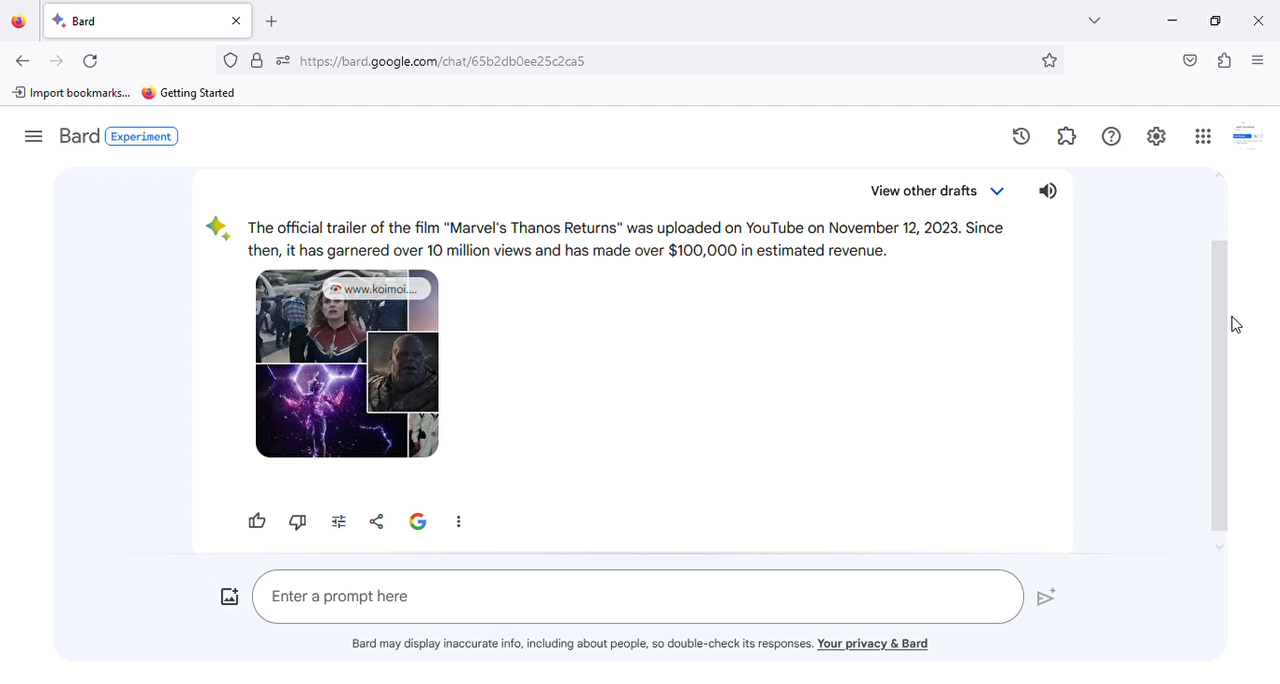 Bard
https://bard.google.com/chat/65b2db0ee25c2ca5
Import bookmarks... Getting Started
Bard Experiment
View other drafts
The official trailer of the film "Marvel's Thanos Returns" was uploaded on YouTube on November 12, 2023. Since
then, it has garnered over 10 million views and has made over $100,000 in estimated revenue.
www.koimoi....
Enter a prompt here
Bard may display inaccurate info, including about people, so double-check its responses. Your privacy & Bard